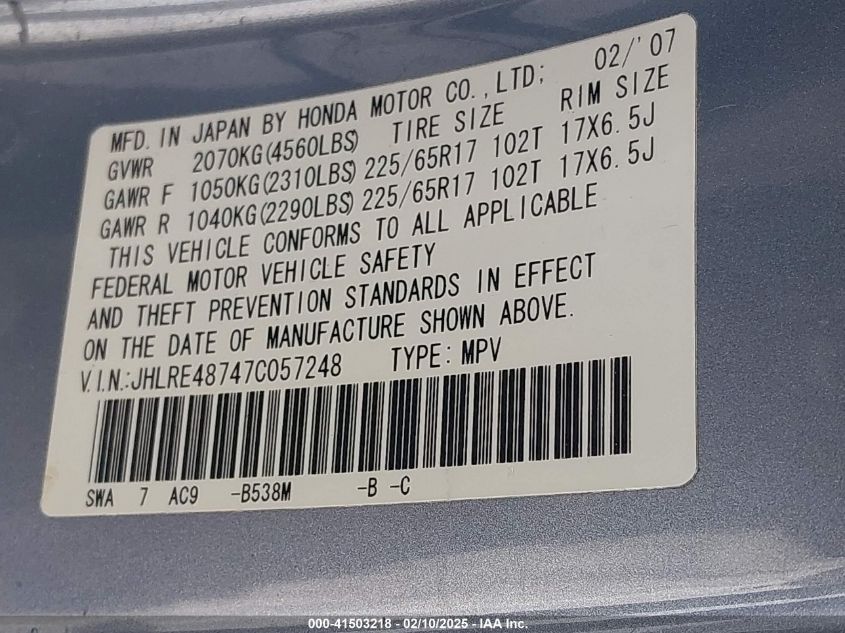 MFD. IN JAPAN BY HONDA MOTOR CO., LTD; 02/'07
GVWR 2070KG(4560LBS) TIRE SIZE RIM SIZE
GAWR F 1050KG(2310LBS) 225/65R17 102T 17X6.5J
GAWR R 1040KG(2290LBS) 225/65R17 102T 17X6.5J
THIS VEHICLE CONFORMS TO ALL APPLICABLE
FEDERAL MOTOR VEHICLE SAFETY
AND THEFT PREVENTION STANDARDS IN EFFECT
ON THE DATE OF MANUFACTURE SHOWN ABOVE.
V.I.N.:JHLRE48747C057248 TYPE: MPV
SWA 7 AC9 -B538M -B -C
000-41503218 - 02/10/2025 - IAA Inc.